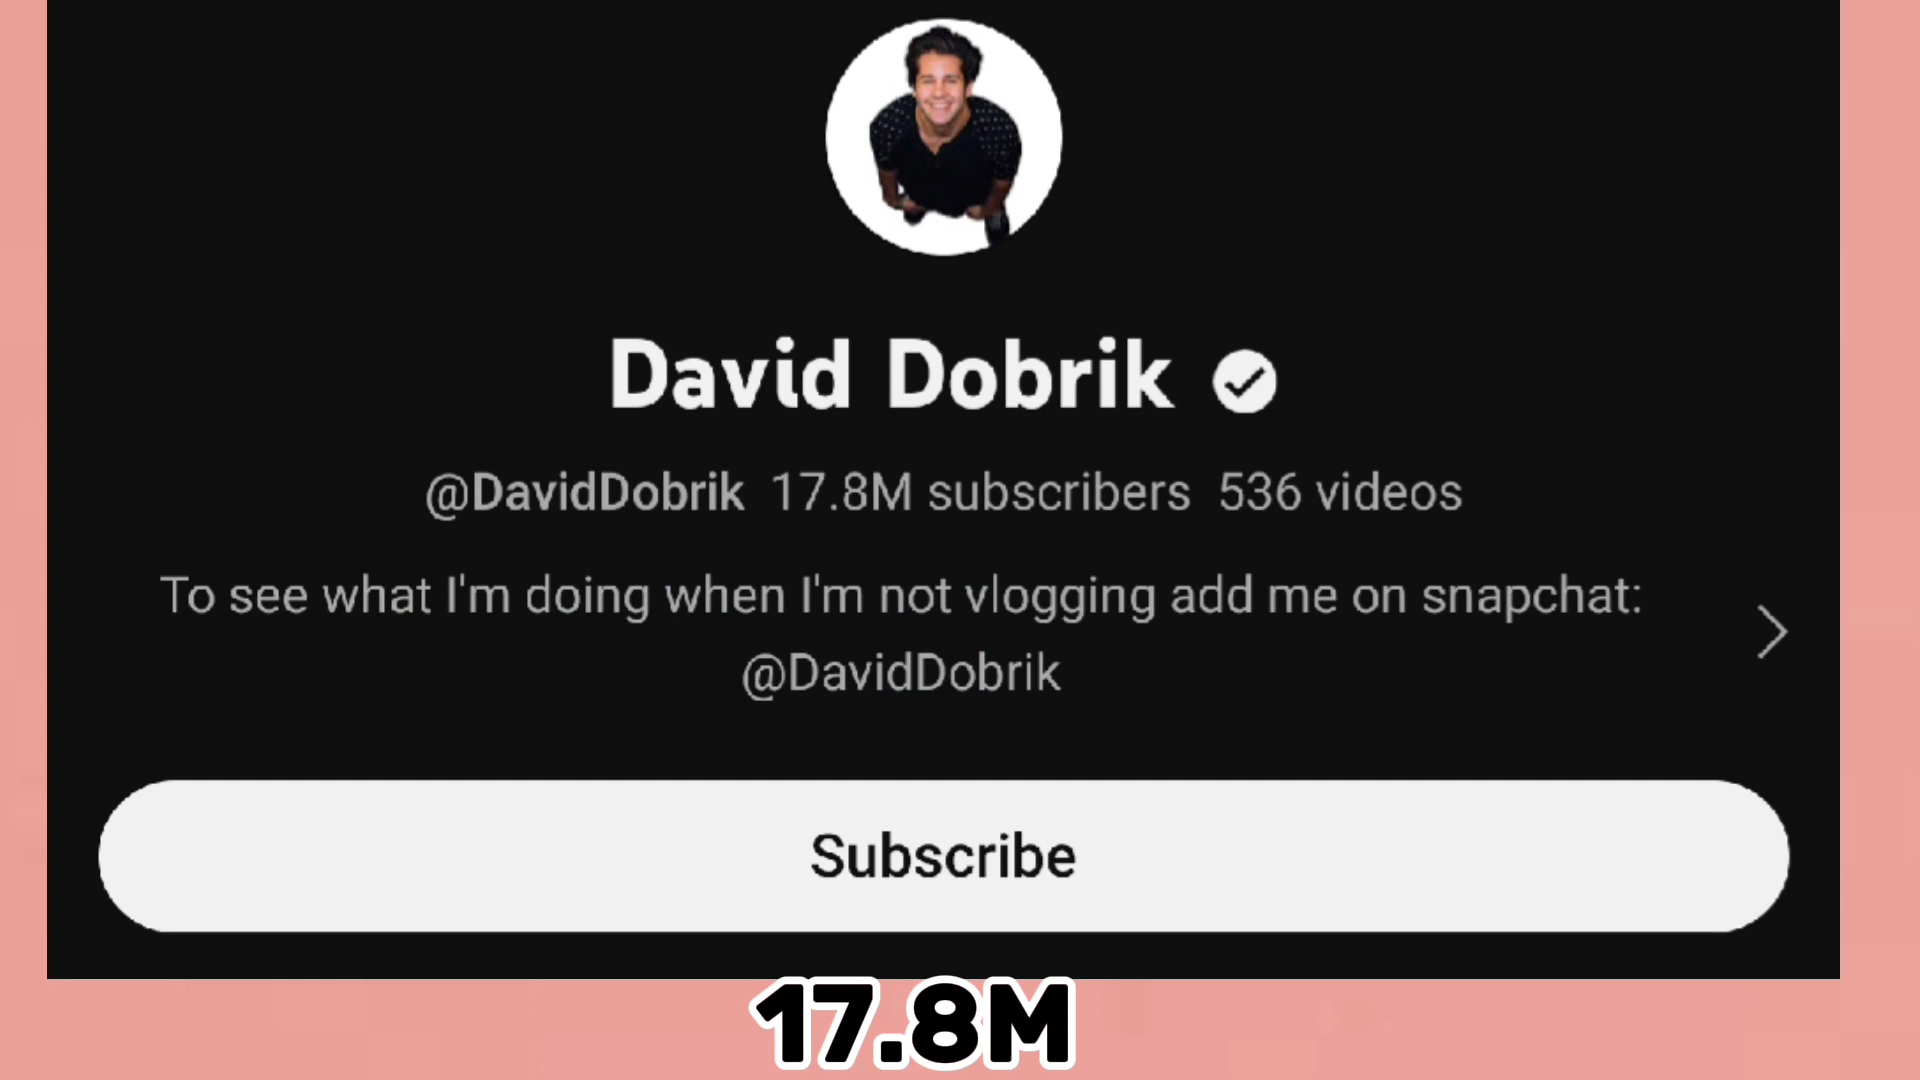 David Dobrik
@DavidDobrik 17.8M subscribers 536 videos
To see what I'm doing when I'm not vlogging add me on snapchat:
@DavidDobrik
Subscribe
17.8M